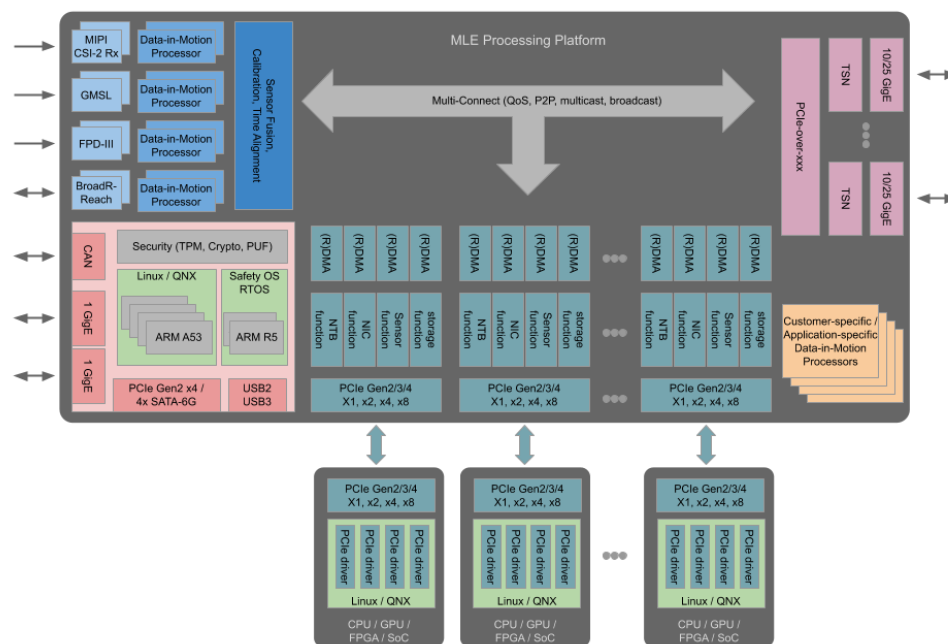 MLE Processing Platform
MIPI
CSI-2 Rx
Data-in-Motion
Processor
GMSL
Data-in-Motion
Processor
FPD-III
Data-in-Motion
Processor
BroadR-
Reach
Data-in-Motion
Processor
Sensor Fusion,
Calibration, Time Alignment
Multi-Connect (QoS, P2P, multicast, broadcast)
PCIe-over-xxx
TSN
10/25 GigE
TSN
10/25 GigE
CAN
1 GigE
1 GigE
Security (TPM, Crypto, PUF)
Linux / QNX
ARM A53
Safety OS
RTOS
ARM R5
PCIe Gen2 x4 /
4x SATA-6G
USB2
USB3
(R)DMA
(R)DMA
(R)DMA
(R)DMA
NTB
function
NIC
function
Sensor
function
storage
function
PCIe Gen2/3/4
X1, x2, x4, x8
(R)DMA
(R)DMA
(R)DMA
(R)DMA
NTB
function
NIC
function
Sensor
function
storage
function
PCIe Gen2/3/4
X1, x2, x4, x8
(R)DMA
(R)DMA
(R)DMA
(R)DMA
NTB
function
NIC
function
Sensor
function
storage
function
PCIe Gen2/3/4
X1, x2, x4, x8
Customer-specific /
Application-specific
Data-in-Motion
Processors
PCIe Gen2/3/4
X1, x2, x4, x8
PCIe driver
PCIe driver
PCIe driver
PCIe driver
Linux / QNX
CPU / GPU /
FPGA / SoC
PCIe Gen2/3/4
X1, x2, x4, x8
PCIe driver
PCIe driver
PCIe driver
PCIe driver
Linux / QNX
CPU / GPU /
FPGA / SoC
PCIe Gen2/3/4
X1, x2, x4, x8
PCIe driver
PCIe driver
PCIe driver
PCIe driver
Linux / QNX
CPU / GPU /
FPGA / SoC